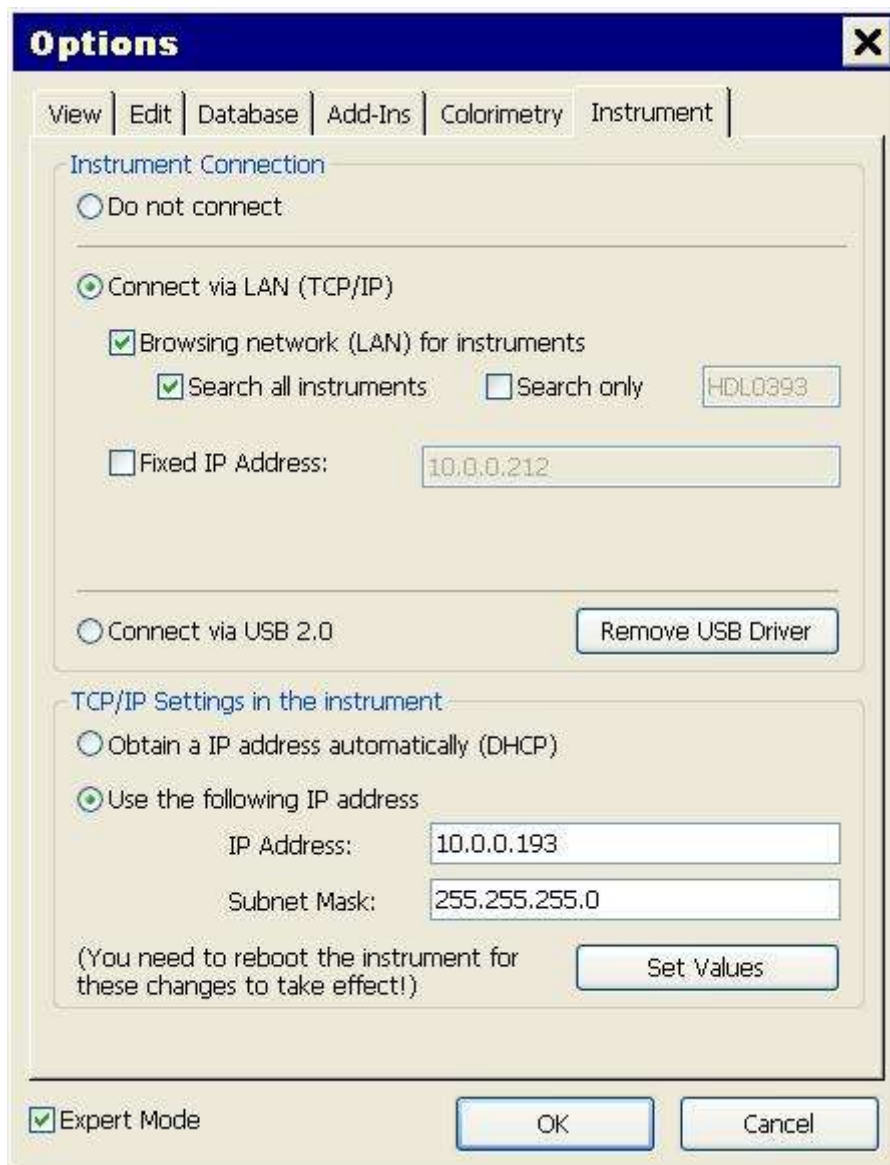 Options
View Edit Database Add-Ins Colorimetry Instrument
Instrument Connection
Do not connect
Connect via LAN (TCP/IP)
Browsing network (LAN) for instruments
Search all instruments Search only HDL0393
Fixed IP Address: 10.0.0.212
Connect via USB 2.0 Remove USB Driver
TCP/IP Settings in the instrument
Obtain a IP address automatically (DHCP)
Use the following IP address
IP Address: 10.0.0.193
Subnet Mask: 255.255.255.0
(You need to reboot the instrument for
these changes to take effect!)
Set Values
Expert Mode OK Cancel